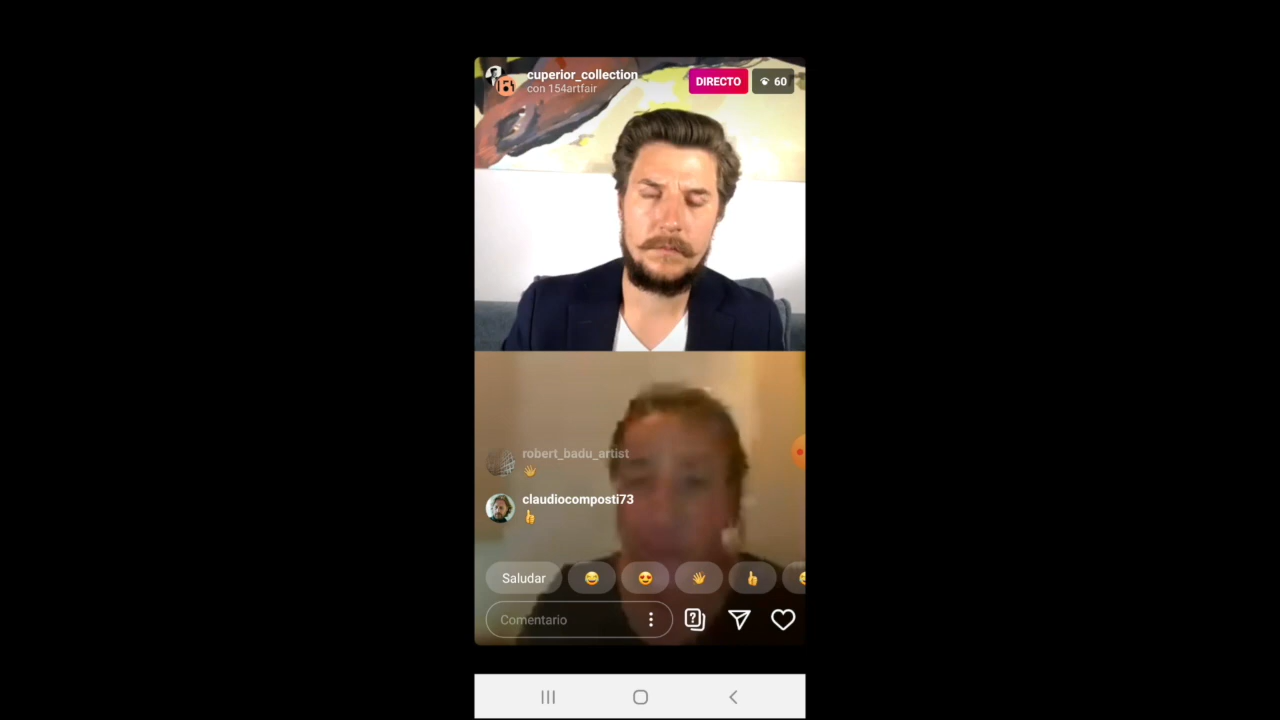 cuperior_collection
con 154artfair
DIRECTO
60
robert_badu_artist
👋
claudiocomposti73
👍
Saludar
Comentario